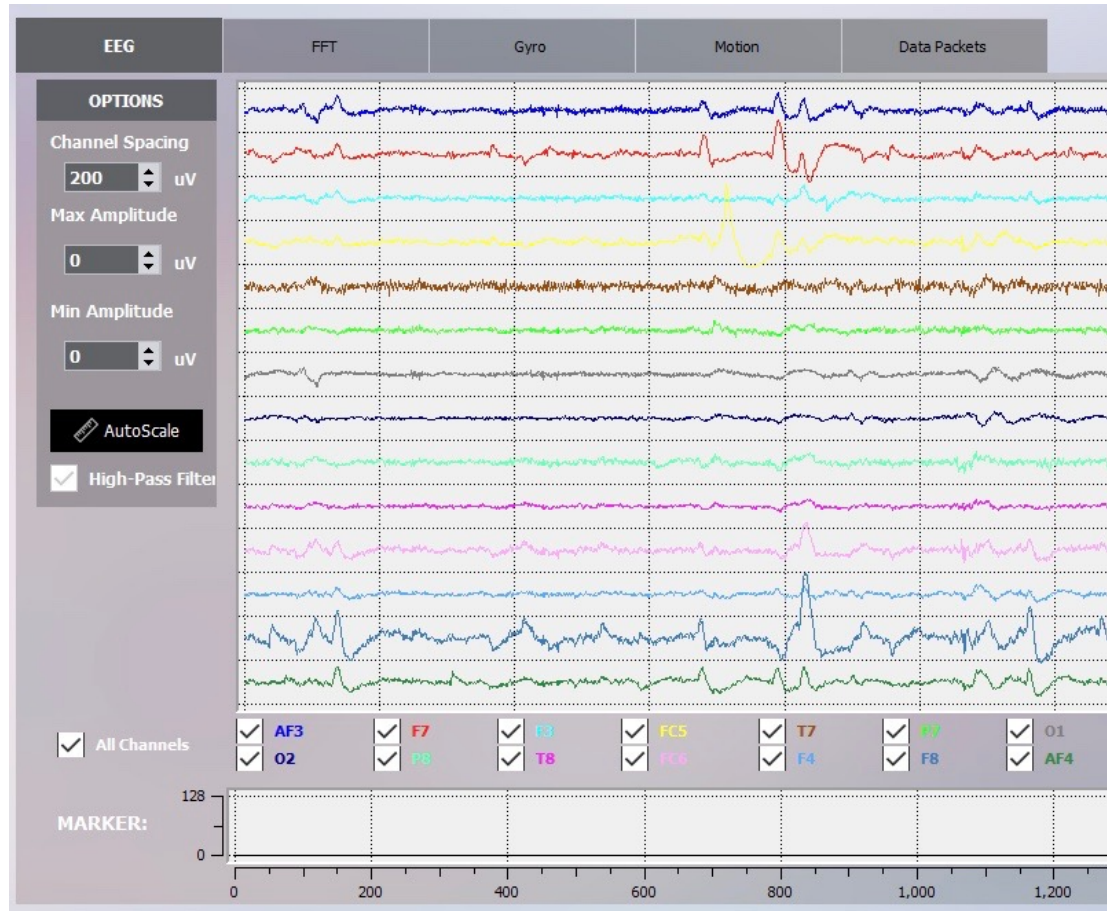 EEG FFT Gyro Motion Data Packets
OPTIONS
Channel Spacing
200 uV
Max Amplitude
0 uV
Min Amplitude
0 uV
AutoScale
High-Pass Filter
All Channels
AF3 F7 F3 FC5 T7 P7 O1
O2 P8 T8 FC6 F4 F8 AF4
128
MARKER:
0
0 200 400 600 800 1,000 1,200